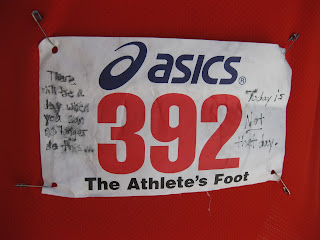 asics®
There
will be a
day when
you can
no longer
do this...
392
Today is
Not
that day.
The Athlete's Foot